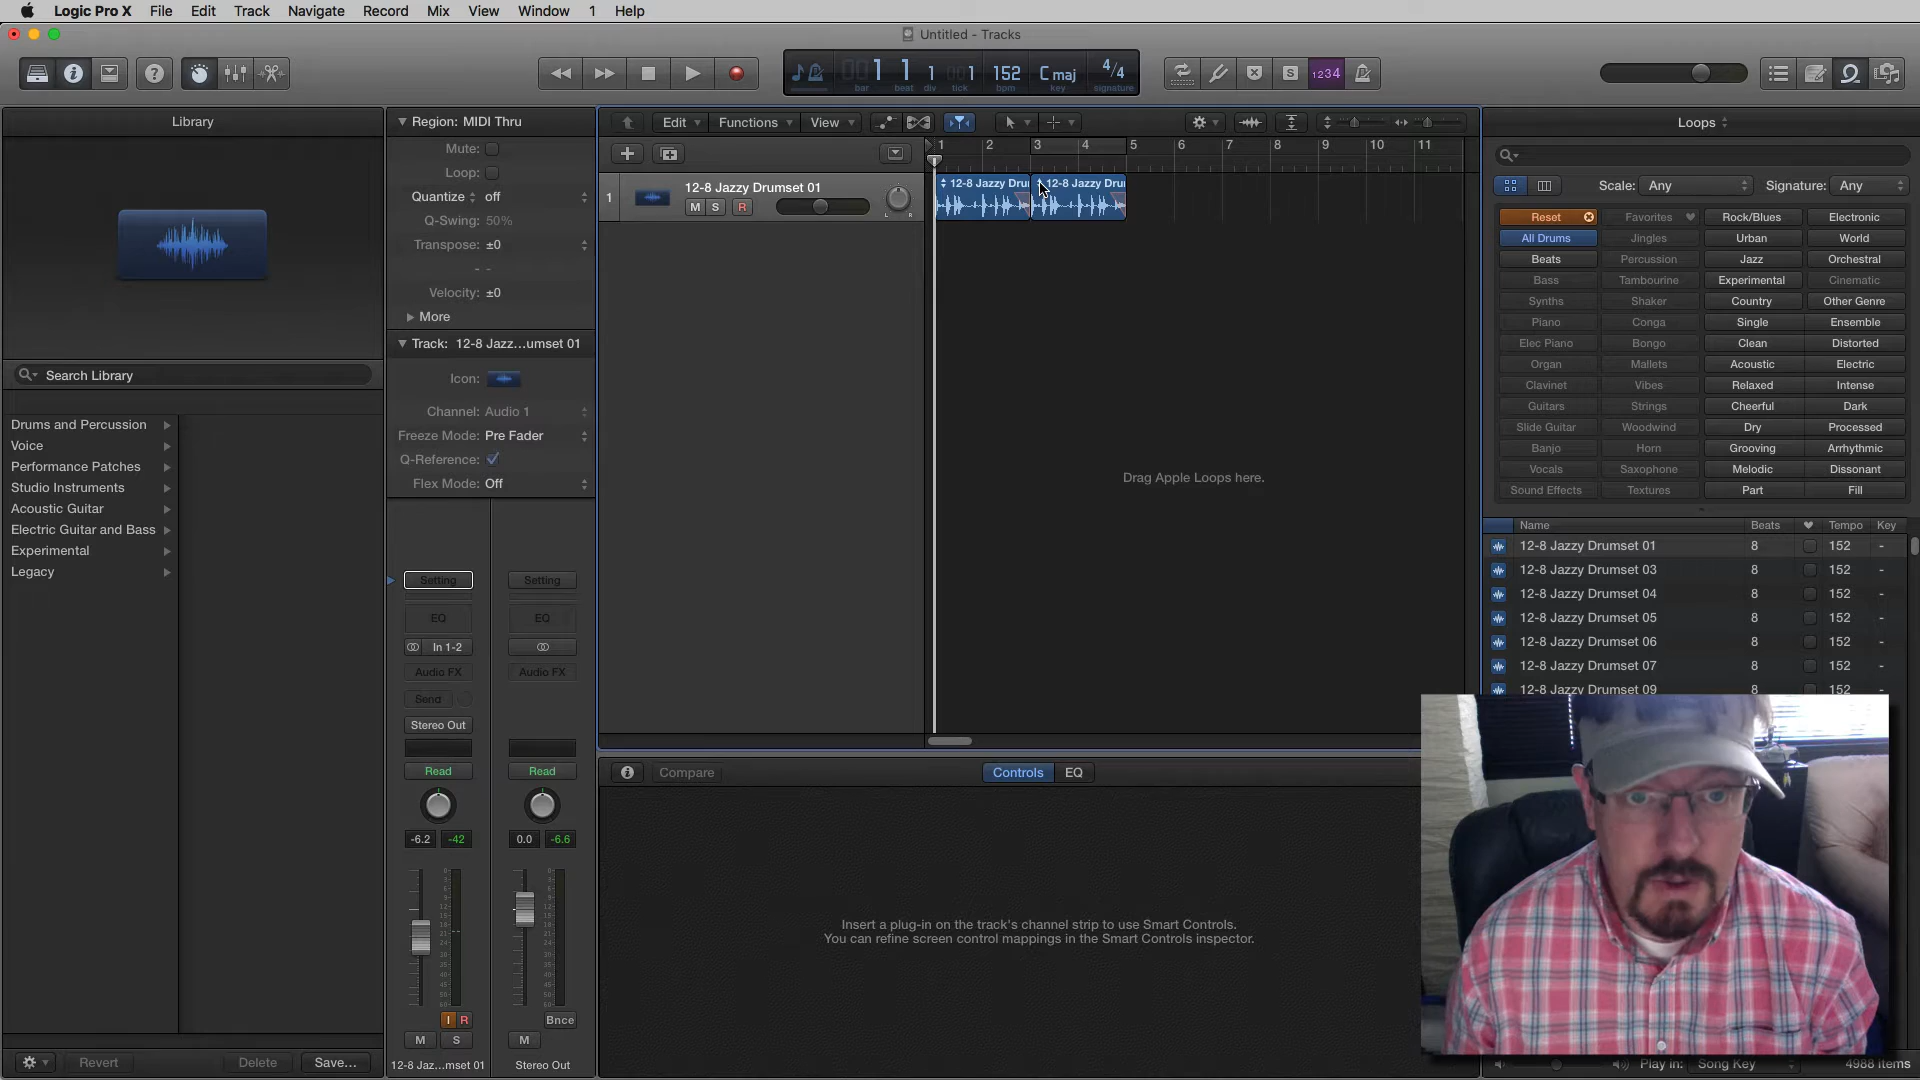 Logic Pro X File Edit Track Navigate Record Mix View Window 1 Help
Untitled - Tracks
001 1 1 001 152 C maj 4/4
bar beat div tick bpm key signature
S 1234
Library
Search Library
Drums and Percussion
Voice
Performance Patches
Studio Instruments
Acoustic Guitar
Electric Guitar and Bass
Experimental
Legacy
Revert Delete Save...
Region: MIDI Thru
Mute:
Loop:
Quantize off
Q-Swing: 50%
Transpose: ±0
- -
Velocity: ±0
More
Track: 12-8 Jazz...umset 01
Icon:
Channel: Audio 1
Freeze Mode: Pre Fader
Q-Reference:
Flex Mode: Off
Setting Setting
EQ EQ
In 1-2
Audio FX Audio FX
Send
Stereo Out
Read Read
-6.2 -42 0.0 -6.6
I R Bnce
M S M
12-8 Jaz...mset 01 Stereo Out
Edit Functions View
1 2 3 4 5 6 7 8 9 10 11
1 12-8 Jazzy Drumset 01
M S R
L R
12-8 Jazzy Dru 12-8 Jazzy Dru
Drag Apple Loops here.
Compare Controls EQ
Insert a plug-in on the track's channel strip to use Smart Controls.
You can refine screen control mappings in the Smart Controls inspector.
Loops
Scale: Any Signature: Any
Reset Favorites Rock/Blues Electronic
All Drums Jingles Urban World
Beats Percussion Jazz Orchestral
Bass Tambourine Experimental Cinematic
Synths Shaker Country Other Genre
Piano Conga Single Ensemble
Elec Piano Bongo Clean Distorted
Organ Mallets Acoustic Electric
Clavinet Vibes Relaxed Intense
Guitars Strings Cheerful Dark
Slide Guitar Woodwind Dry Processed
Banjo Horn Grooving Arrhythmic
Vocals Saxophone Melodic Dissonant
Sound Effects Textures Part Fill
Name Beats Tempo Key
12-8 Jazzy Drumset 01 8 152 -
12-8 Jazzy Drumset 03 8 152 -
12-8 Jazzy Drumset 04 8 152 -
12-8 Jazzy Drumset 05 8 152 -
12-8 Jazzy Drumset 06 8 152 -
12-8 Jazzy Drumset 07 8 152 -
12-8 Jazzy Drumset 09 8 152 -
Play in: Song Key 4988 items